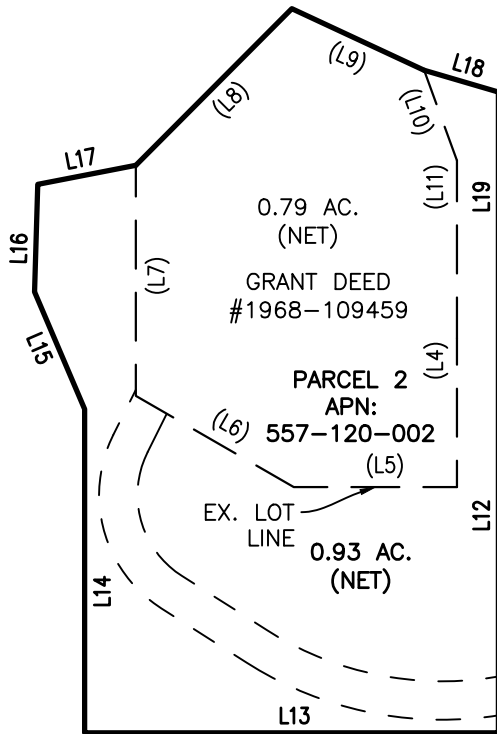 (L9)
L18
(L8)
(L10)
L17
(L11)
L19
0.79 AC.
(NET)
L16
(L7)
GRANT DEED
#1968-109459
L15
(L4)
PARCEL 2
APN:
557-120-002
(L6)
(L5)
EX. LOT
LINE
L12
0.93 AC.
(NET)
L14
L13